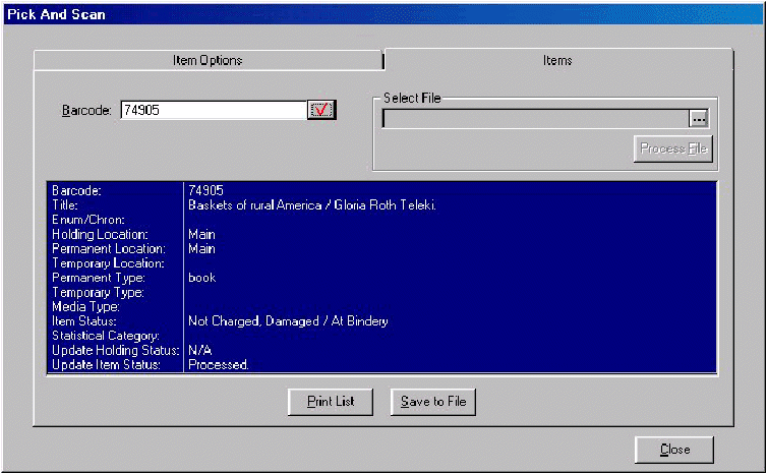 Pick And Scan
Item Options
Items
Barcode: 74905
Select File
...
Process File
Barcode: 74905
Title: Baskets of rural America / Gloria Roth Teleki.
Enum/Chron:
Holding Location: Main
Permanent Location: Main
Temporary Location:
Permanent Type: book
Temporary Type:
Media Type:
Item Status: Not Charged, Damaged / At Bindery
Statistical Category:
Update Holding Status: N/A
Update Item Status: Processed.
Print List
Save to File
Close